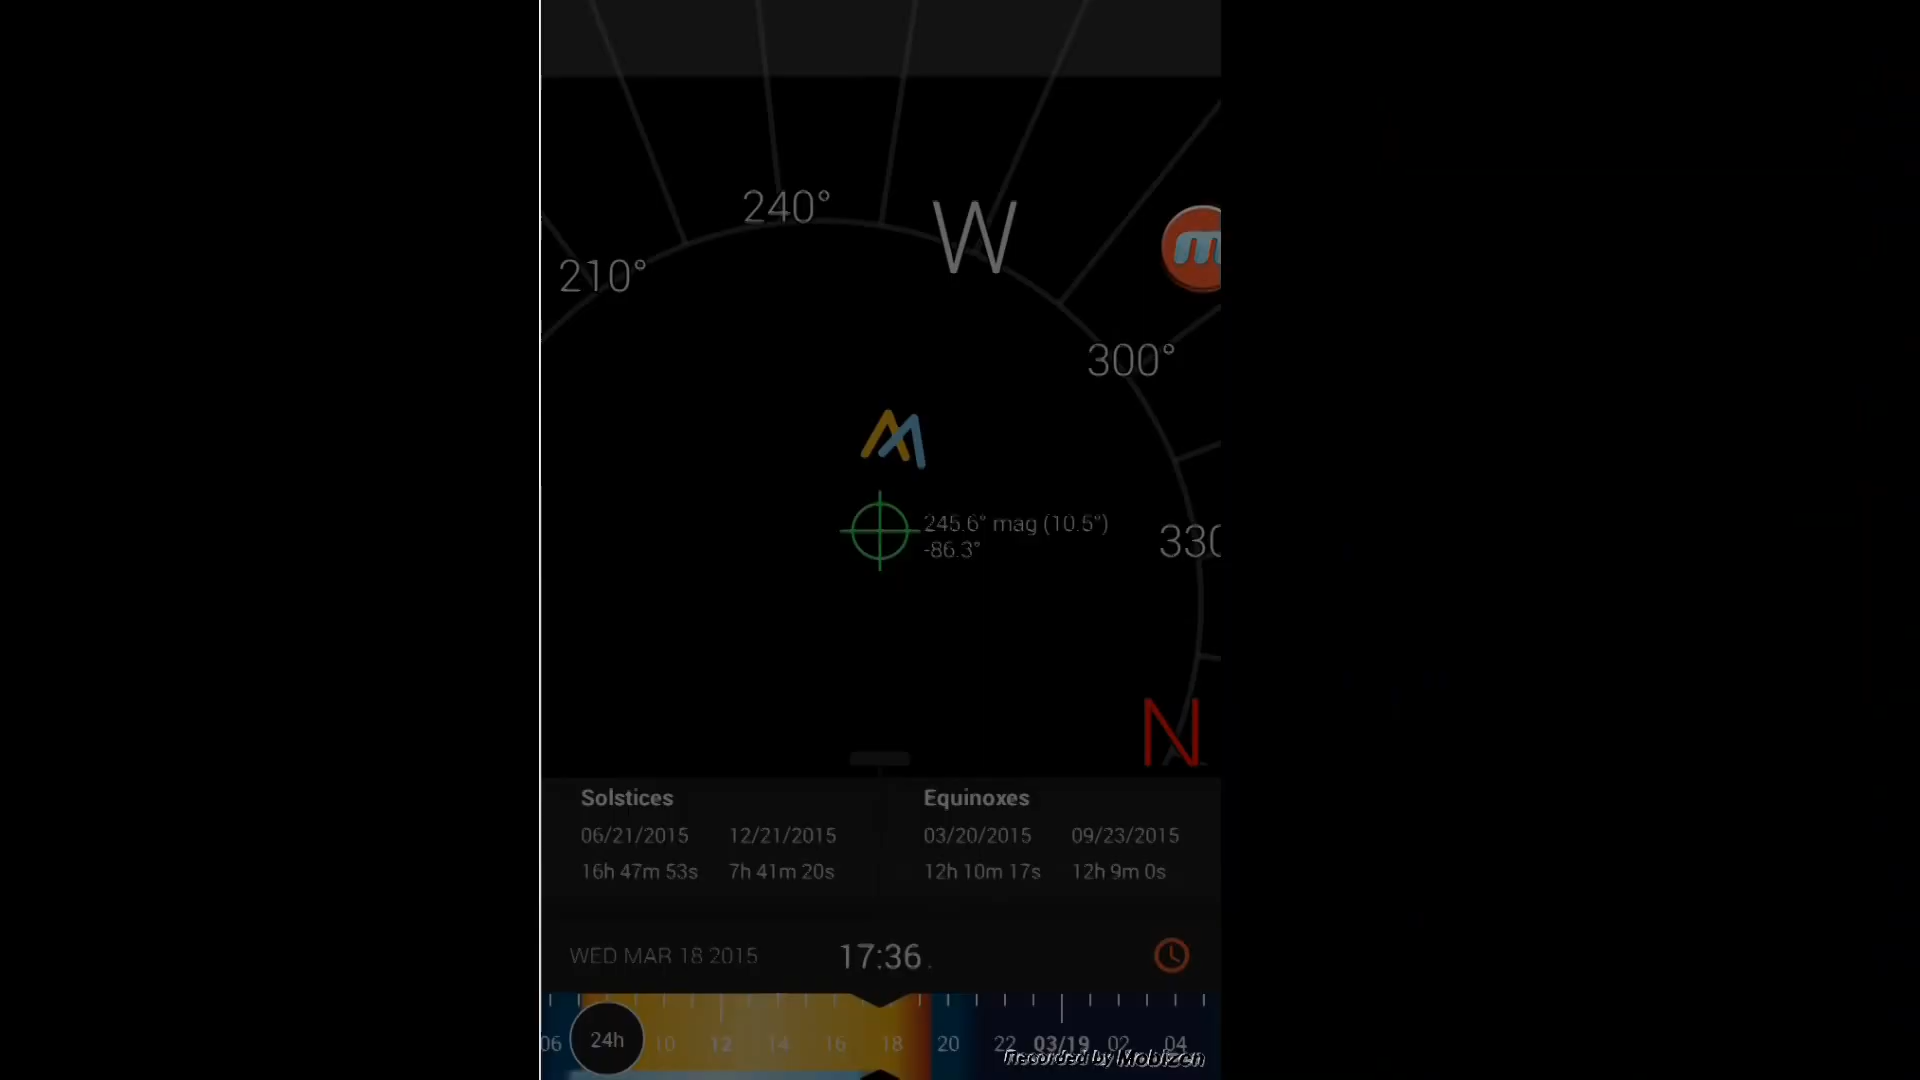 240°
W
210°
300°
245.6° mag (10.5°)
-86.3°
330
N
Solstices
Equinoxes
06/21/2015 12/21/2015
03/20/2015 09/23/2015
16h 47m 53s 7h 41m 20s
12h 10m 17s 12h 9m 0s
WED MAR 18 2015 17:36
06 24h 10 12 14 16 18 20 22 03/19 02 04
Recorded by Mobizen